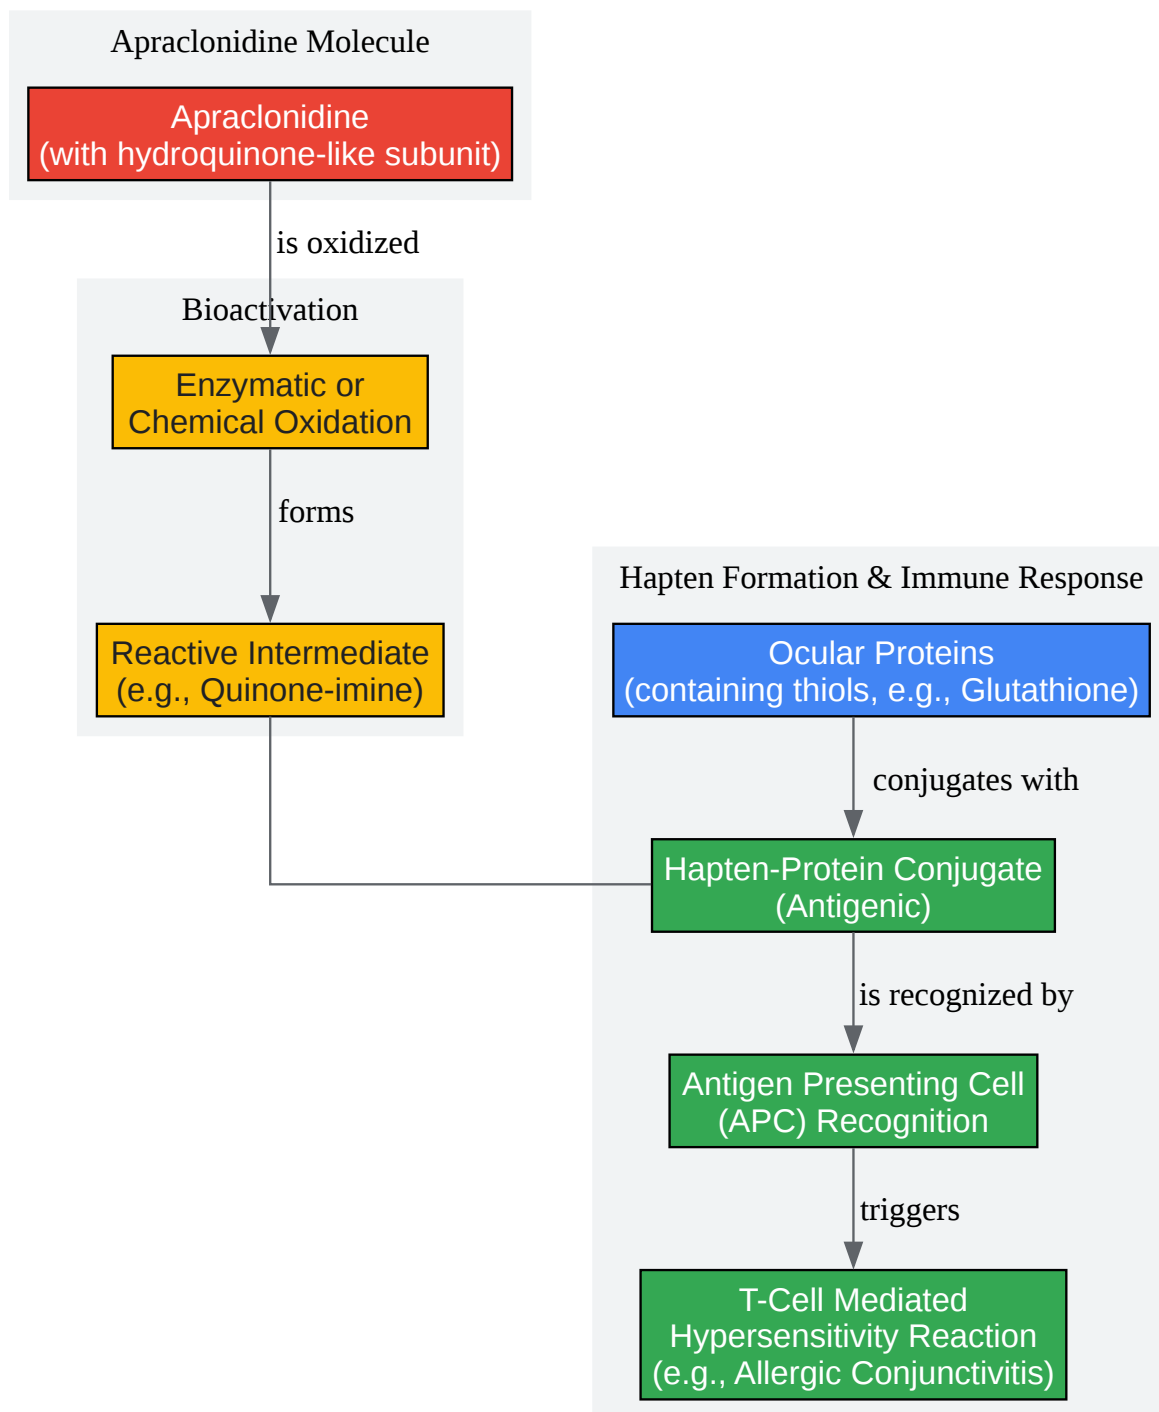 Apraclonidine Molecule
Apraclonidine
(with hydroquinone-like subunit)
is oxidized
Bioactivation
Enzymatic or
Chemical Oxidation
forms
Reactive Intermediate
(e.g., Quinone-imine)
Hapten Formation & Immune Response
Ocular Proteins
(containing thiols, e.g., Glutathione)
conjugates with
Hapten-Protein Conjugate
(Antigenic)
is recognized by
Antigen Presenting Cell
(APC) Recognition
triggers
T-Cell Mediated
Hypersensitivity Reaction
(e.g., Allergic Conjunctivitis)